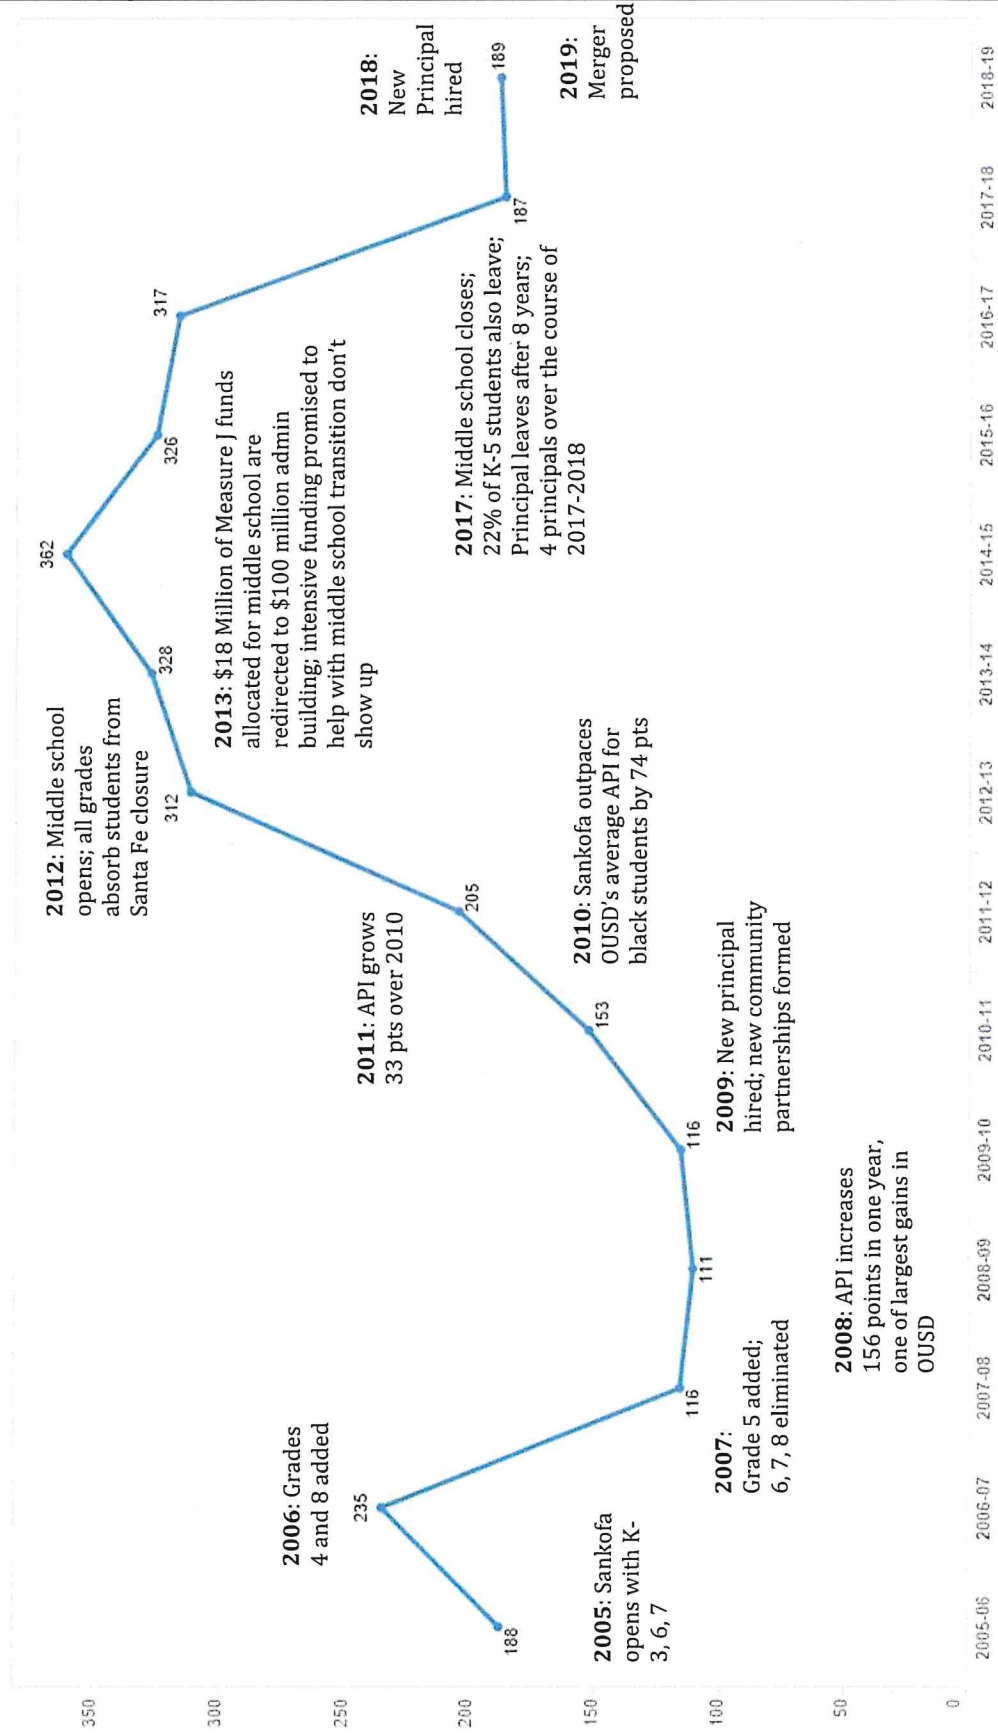 350
300
250
200
150
100
50
0
188
2005: Sankofa
opens with K-
3, 6, 7
2006: Grades
4 and 8 added
235
116
2007:
Grade 5 added;
6, 7, 8 eliminated
111
2008: API increases
156 points in one year,
one of largest gains in
OUSD
116
2009: New principal
hired; new community
partnerships formed
153
2010: Sankofa outpaces
OUSD's average API for
black students by 74 pts
2011: API grows
33 pts over 2010
205
2012: Middle school
opens; all grades
absorb students from
Santa Fe closure
312
328
2013: $18 Million of Measure J funds
allocated for middle school are
redirected to $100 million admin
building; intensive funding promised to
help with middle school transition don't
show up
362
326
317
2017: Middle school closes;
22% of K-5 students also leave;
Principal leaves after 8 years;
4 principals over the course of
2017-2018
187
2018:
New
Principal
hired
189
2019:
Merger
proposed
2005-06
2006-07
2007-08
2008-09
2009-10
2010-11
2011-12
2012-13
2013-14
2014-15
2015-16
2016-17
2017-18
2018-19